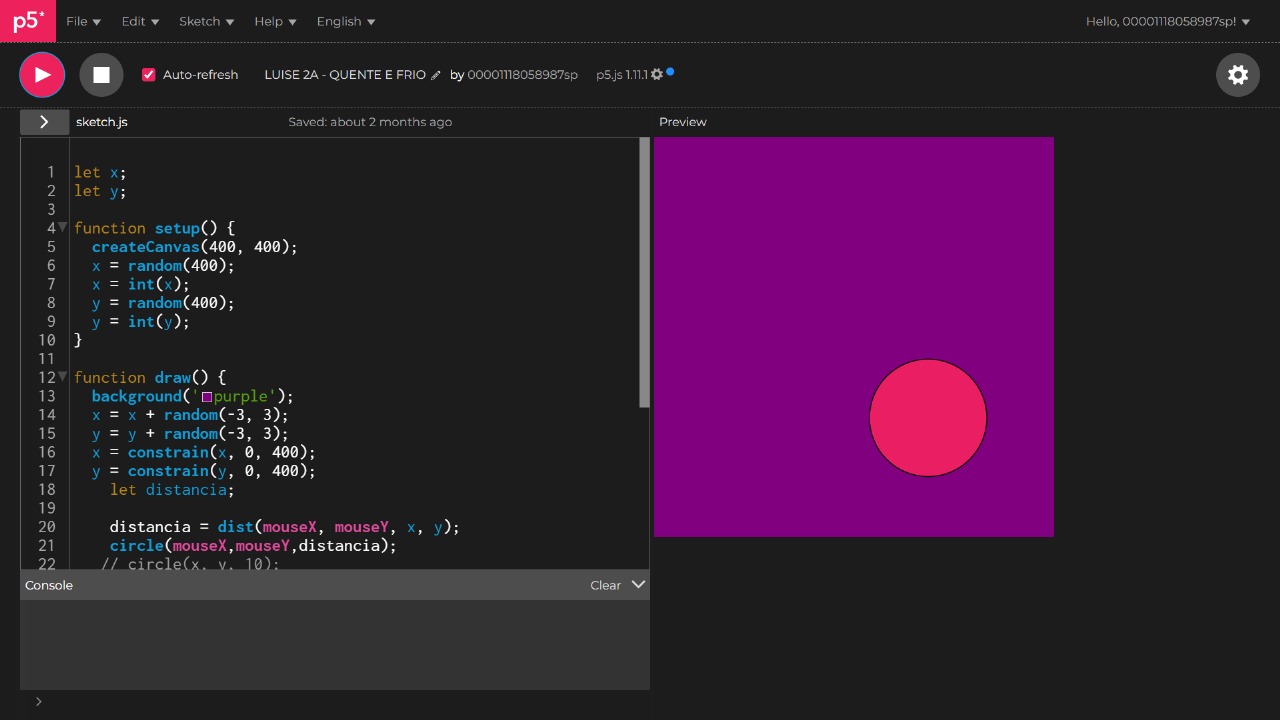 p5* File Edit Sketch Help English Hello, 00001118058987sp!
Auto-refresh LUISE 2A - QUENTE E FRIO by 00001118058987sp p5.js 1.11.1
sketch.js Saved: about 2 months ago Preview
1 let x;
2 let y;
3
4 function setup() {
5 createCanvas(400, 400);
6 x = random(400);
7 x = int(x);
8 y = random(400);
9 y = int(y);
10 }
11
12 function draw() {
13 background('purple');
14 x = x + random(-3, 3);
15 y = y + random(-3, 3);
16 x = constrain(x, 0, 400);
17 y = constrain(y, 0, 400);
18 let distancia;
19
20 distancia = dist(mouseX, mouseY, x, y);
21 circle(mouseX,mouseY,distancia);
22 // circle(x, y, 10);
Console Clear
>